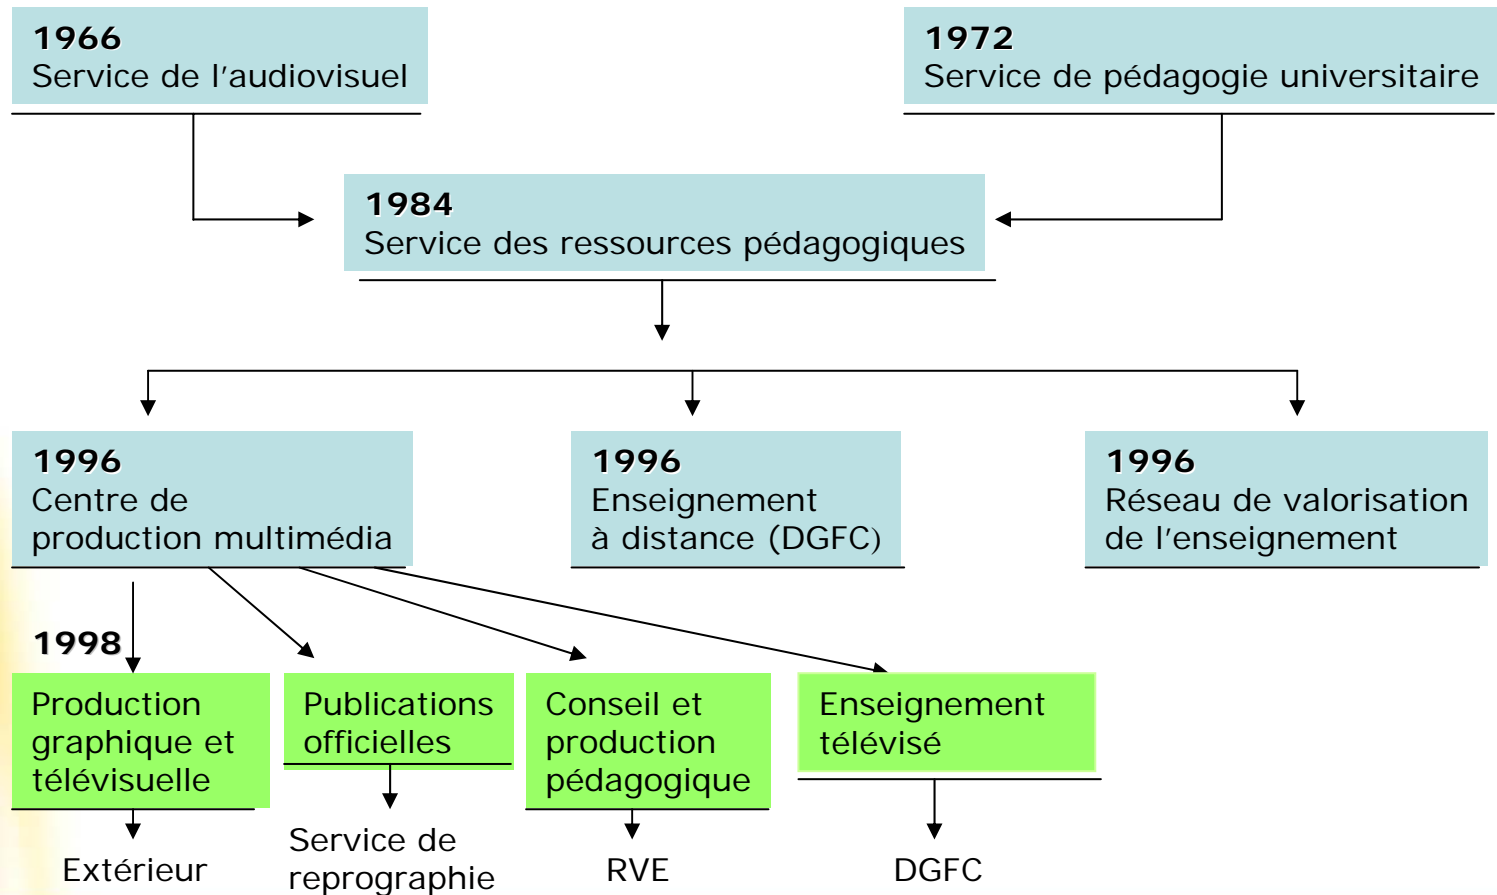 1966
Service de l'audiovisuel
1972
Service de pédagogie universitaire
1984
Service des ressources pédagogiques
1996
Centre de
production multimédia
1996
Enseignement
à distance (DGFC)
1996
Réseau de valorisation
de l'enseignement
1998
Production
graphique et
télévisuelle
Publications
officielles
Conseil et
production
pédagogique
Enseignement
télévisé
Extérieur
Service de
reprographie
RVE
DGFC